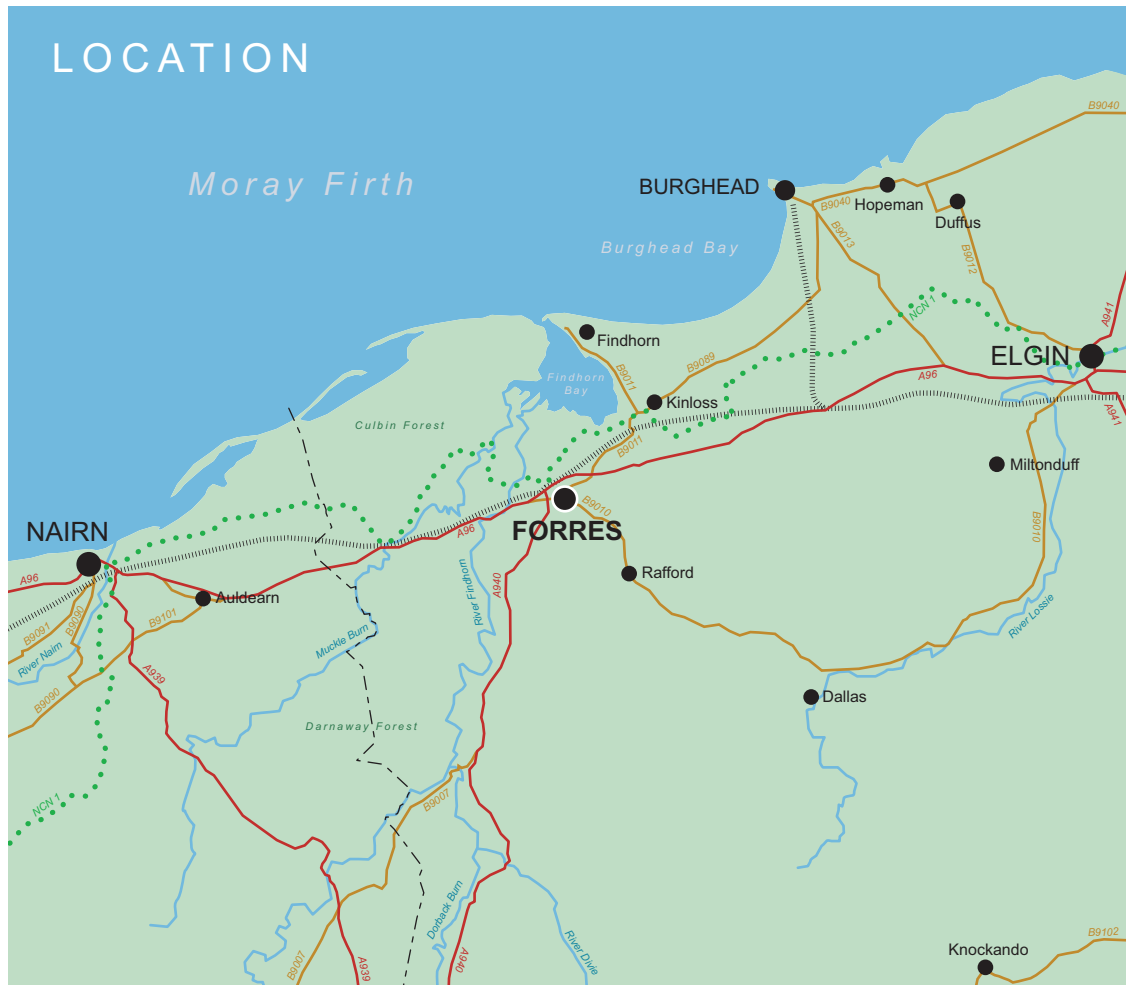 LOCATION
B9040
Moray Firth
BURGHEAD
Hopeman
B9040
Duffus
B9013
B9012
Burghead Bay
NCN 1
A941
Findhorn
ELGIN
B9089
B9011
A96
Findhorn
Bay
Kinloss
A941
Culbin Forest
B9011
Miltonduff
B9010
FORRES
A96
NAIRN
B9010
A96
Rafford
A940
River Findhorn
Auldearn
B9101
B9090
B9091
River Nairn
Muckle Burn
River Lossie
A939
B9090
Dallas
Darnaway Forest
NCN 1
B9007
Dorback Burn
River Divie
B9102
Knockando
B9007
A939
A940